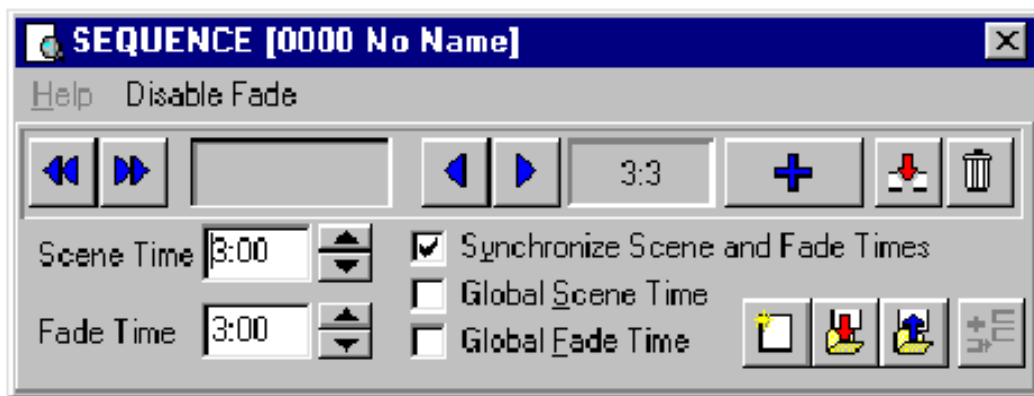 SEQUENCE [0000 No Name]
Help Disable Fade
3:3
Scene Time 3:00 Synchronize Scene and Fade Times
Global Scene Time
Fade Time 3:00 Global Fade Time